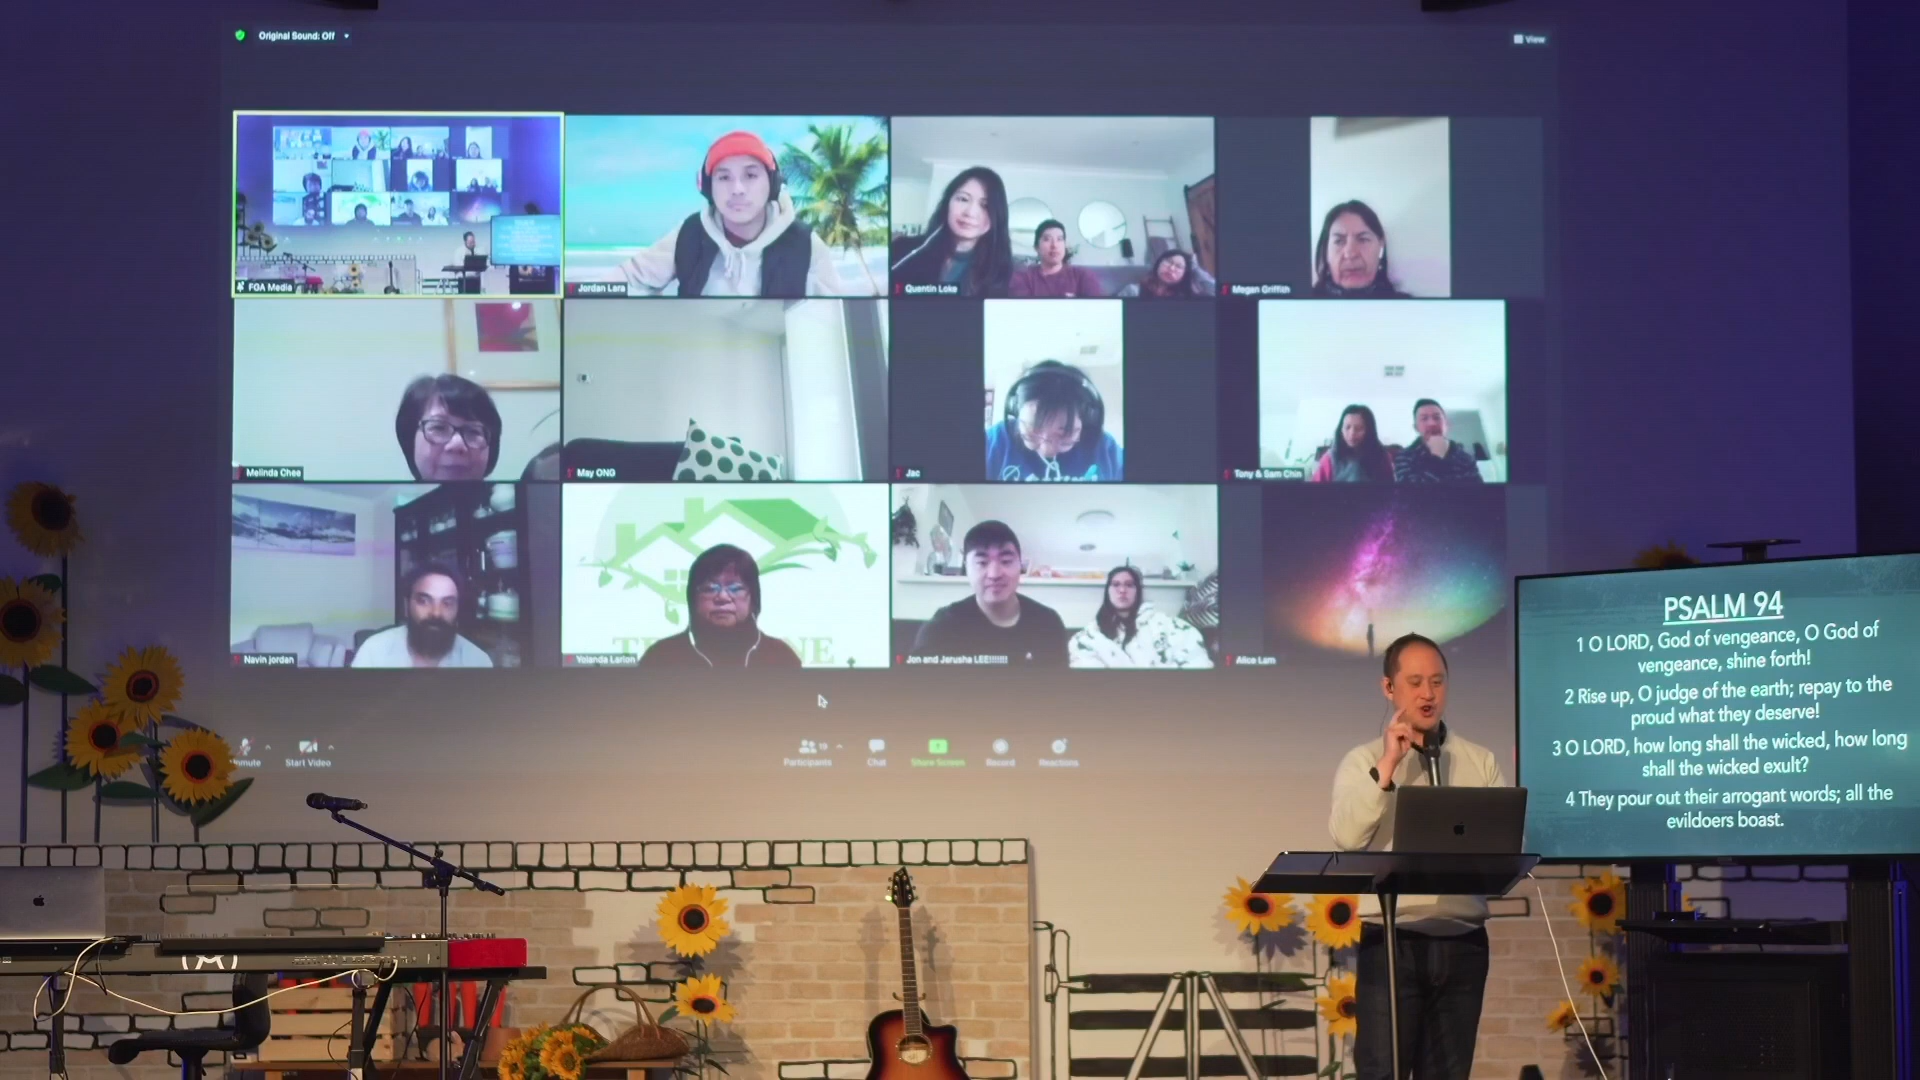 Original Sound: Off
View
FGA Media
Jordan Lera
Quentin Loke
Megan Griffith
Melinda Chee
May ONG
Jac
Tony & Sam Chin
Navin jordan
Yolanda Larion
Jon and Jerusha LEE!!!!!!!
Alice Lam
Unmute
Start Video
Participants
19
Chat
Share Screen
Record
Reactions
PSALM 94
1 O LORD, God of vengeance, O God of
vengeance, shine forth!
2 Rise up, O judge of the earth; repay to the
proud what they deserve!
3 O LORD, how long shall the wicked, how long
shall the wicked exult?
4 They pour out their arrogant words; all the
evildoers boast.